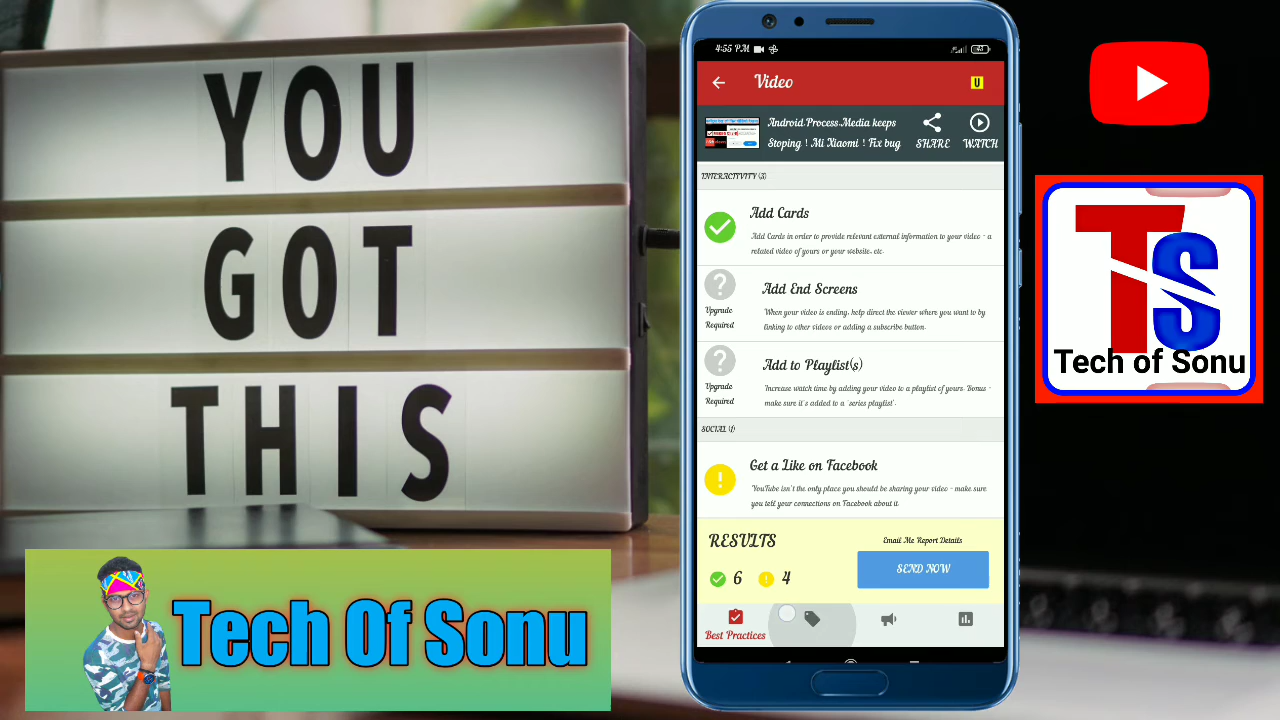 YOU
GOT
THIS
Tech Of Sonu
4:55 PM
43
Video
U
Android.Process.Media keeps
Stoping ! Mi Xiaomi ! Fix bug
SHARE
WATCH
INTERACTIVITY (3)
Add Cards
Add Cards in order to provide relevant external information to your video - a
related video of yours or your website, etc.
Add End Screens
When your video is ending, help direct the viewer where you want to by
linking to other videos or adding a subscribe button.
Upgrade
Required
Add to Playlist(s)
Increase watch time by adding your video to a playlist of yours. Bonus -
make sure it's added to a 'series playlist'.
Upgrade
Required
SOCIAL (1)
Get a Like on Facebook
YouTube isn't the only place you should be sharing your video - make sure
you tell your connections on Facebook about it.
RESULTS
6
4
Email Me Report Details
SEND NOW
Best Practices
TS
Tech of Sonu